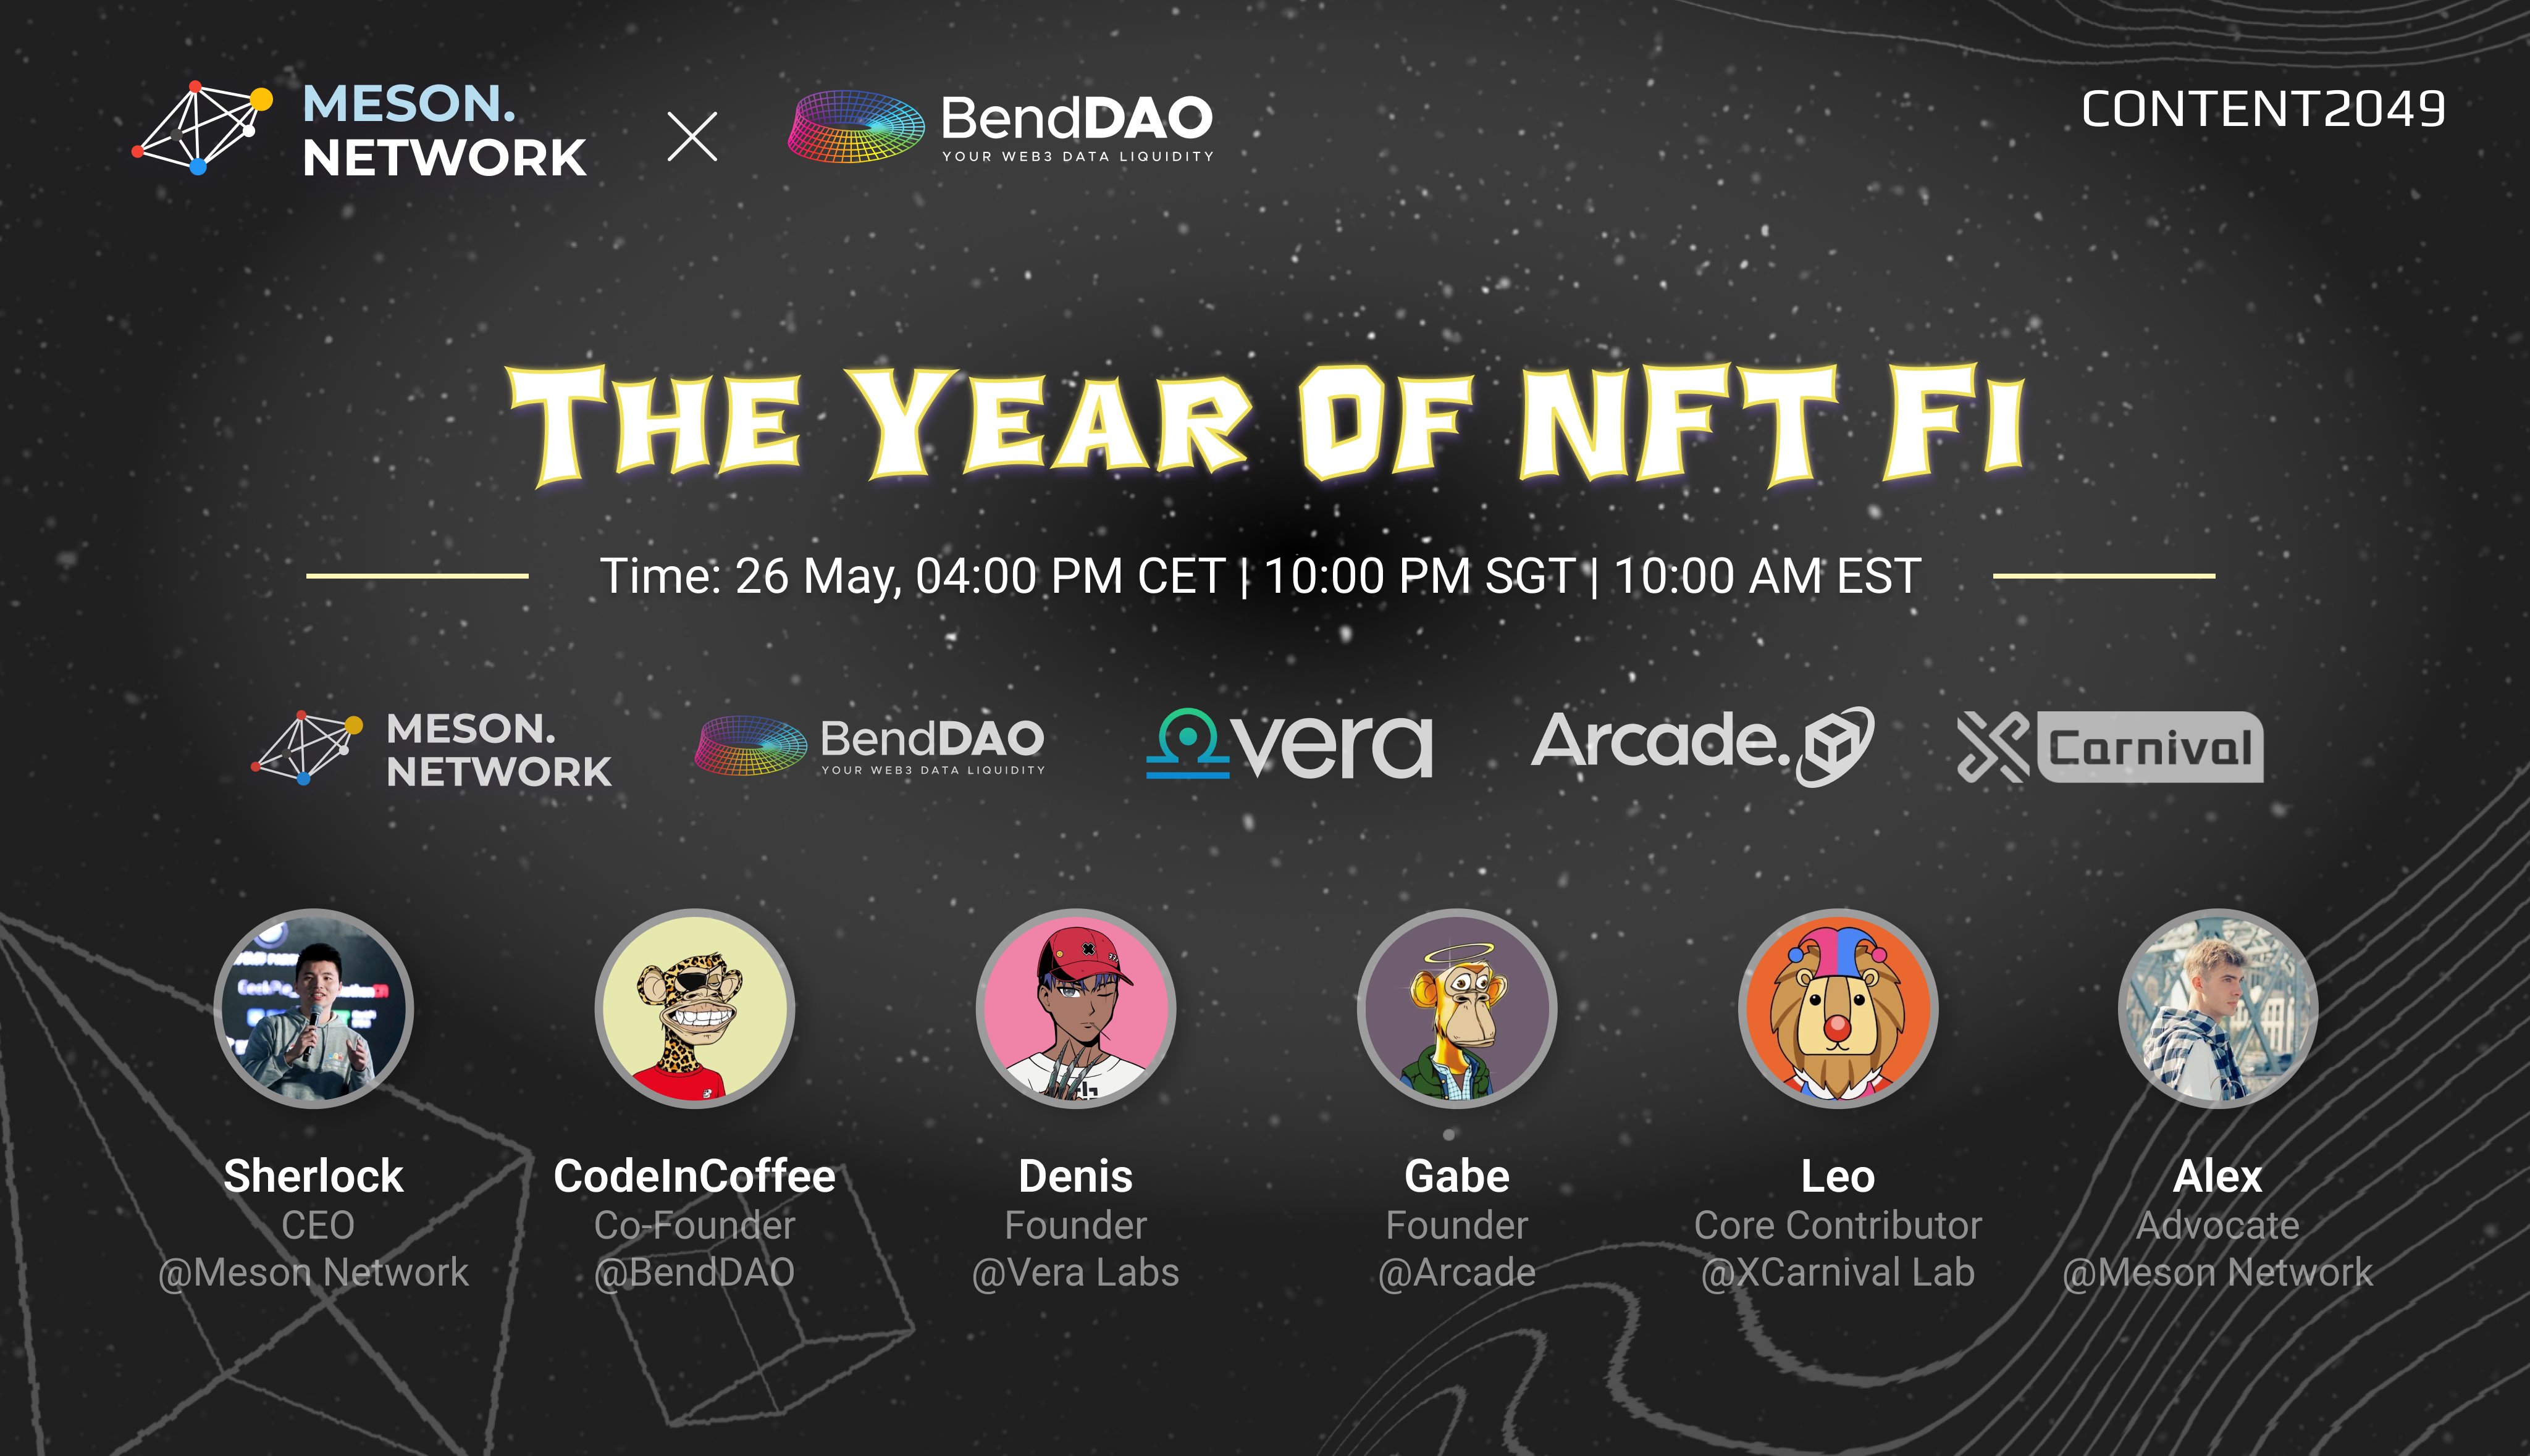 MESON.
NETWORK
BendDAO
YOUR WEB3 DATA LIQUIDITY
CONTENT2049
THE YEAR OF NFT FI
Time: 26 May, 04:00 PM CET | 10:00 PM SGT | 10:00 AM EST
MESON.
NETWORK
BendDAO
YOUR WEB3 DATA LIQUIDITY
vera
Arcade.
Carnival
Sherlock
CEO
@Meson Network
CodeInCoffee
Co-Founder
@BendDAO
Denis
Founder
@Vera Labs
Gabe
Founder
@Arcade
Leo
Core Contributor
@XCarnival Lab
Alex
Advocate
@Meson Network